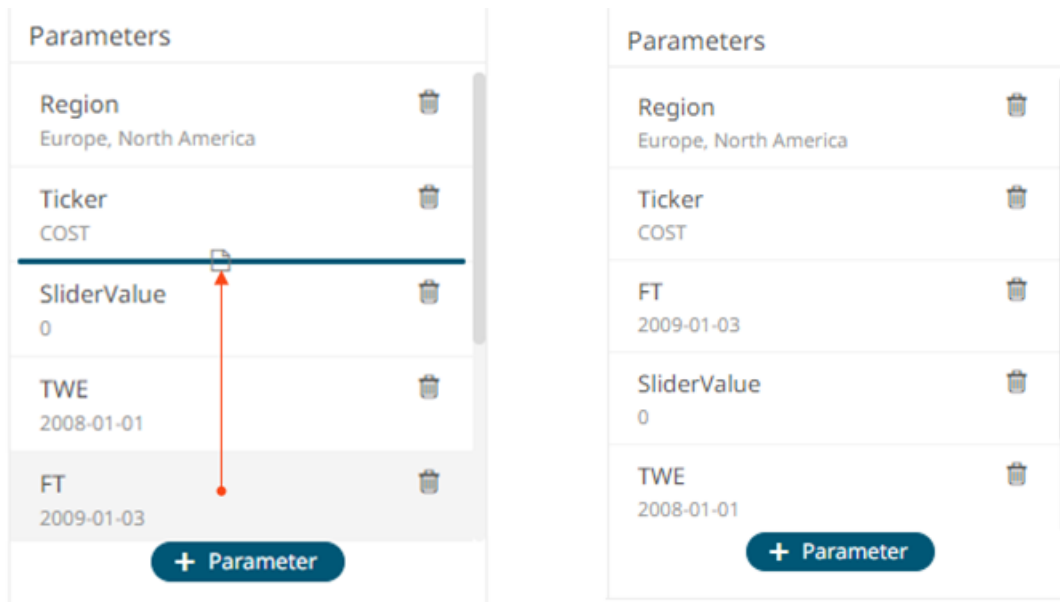 Parameters
Region
Europe, North America
Ticker
COST
SliderValue
0
TWE
2008-01-01
FT
2009-01-03
+ Parameter
Parameters
Region
Europe, North America
Ticker
COST
FT
2009-01-03
SliderValue
0
TWE
2008-01-01
+ Parameter